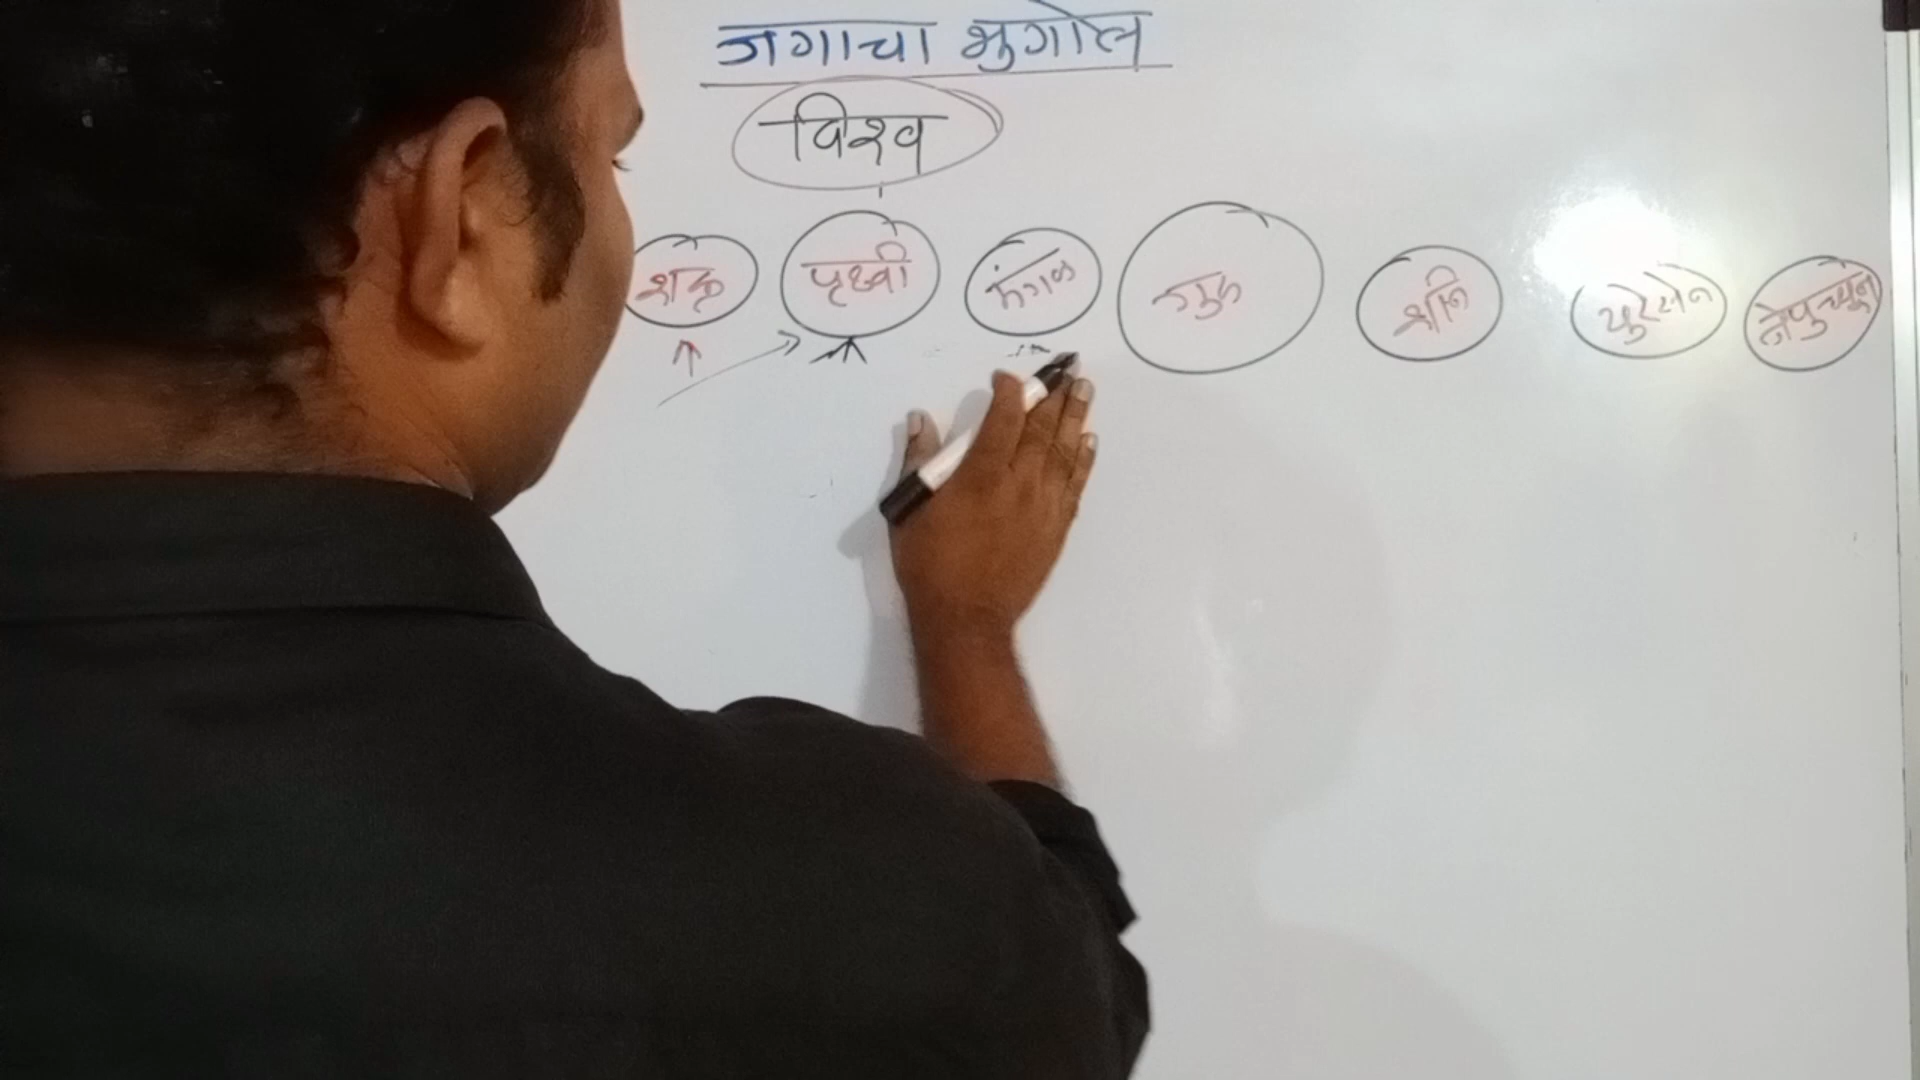 जगाचा भुगोल
विश्व
शुक्र पृथ्वी मंगळ गुरु शनि युरेनस नेपच्युन